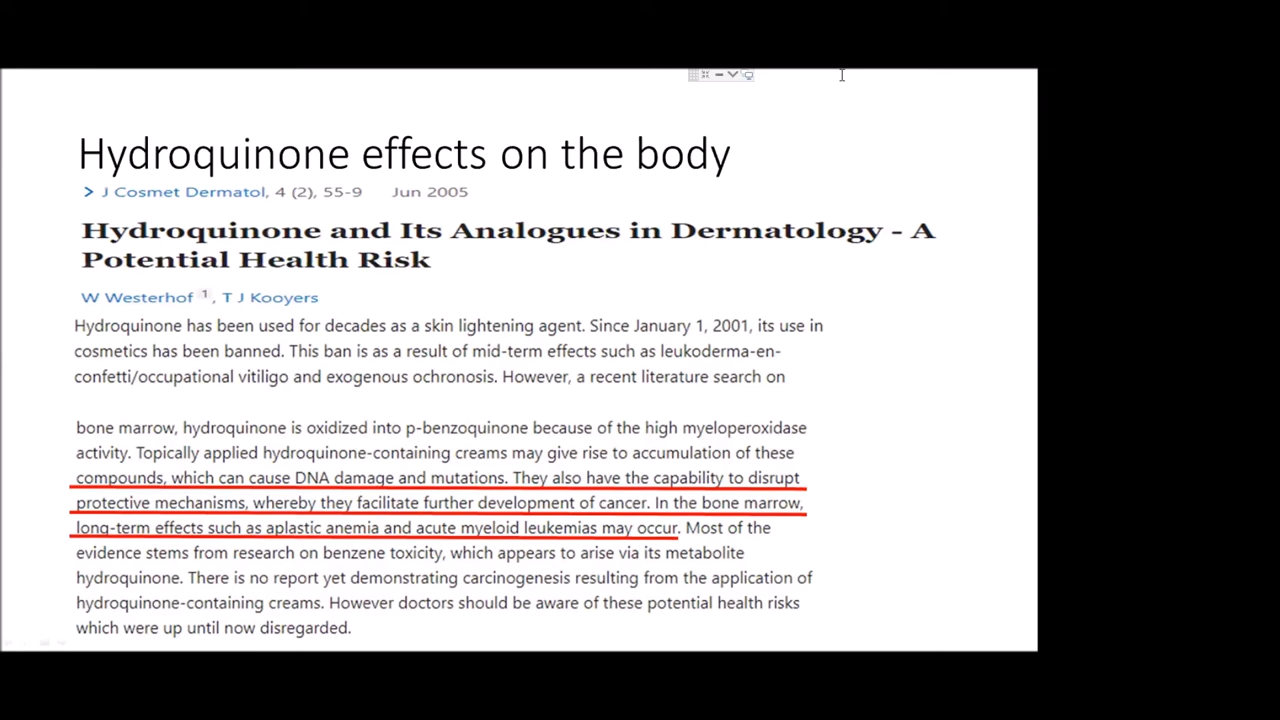 Hydroquinone effects on the body
> J Cosmet Dermatol, 4 (2), 55-9 Jun 2005
Hydroquinone and Its Analogues in Dermatology - A
Potential Health Risk
W Westerhof 1, T J Kooyers
Hydroquinone has been used for decades as a skin lightening agent. Since January 1, 2001, its use in
cosmetics has been banned. This ban is as a result of mid-term effects such as leukoderma-en-
confetti/occupational vitiligo and exogenous ochronosis. However, a recent literature search on
bone marrow, hydroquinone is oxidized into p-benzoquinone because of the high myeloperoxidase
activity. Topically applied hydroquinone-containing creams may give rise to accumulation of these
compounds, which can cause DNA damage and mutations. They also have the capability to disrupt
protective mechanisms, whereby they facilitate further development of cancer. In the bone marrow,
long-term effects such as aplastic anemia and acute myeloid leukemias may occur. Most of the
evidence stems from research on benzene toxicity, which appears to arise via its metabolite
hydroquinone. There is no report yet demonstrating carcinogenesis resulting from the application of
hydroquinone-containing creams. However doctors should be aware of these potential health risks
which were up until now disregarded.